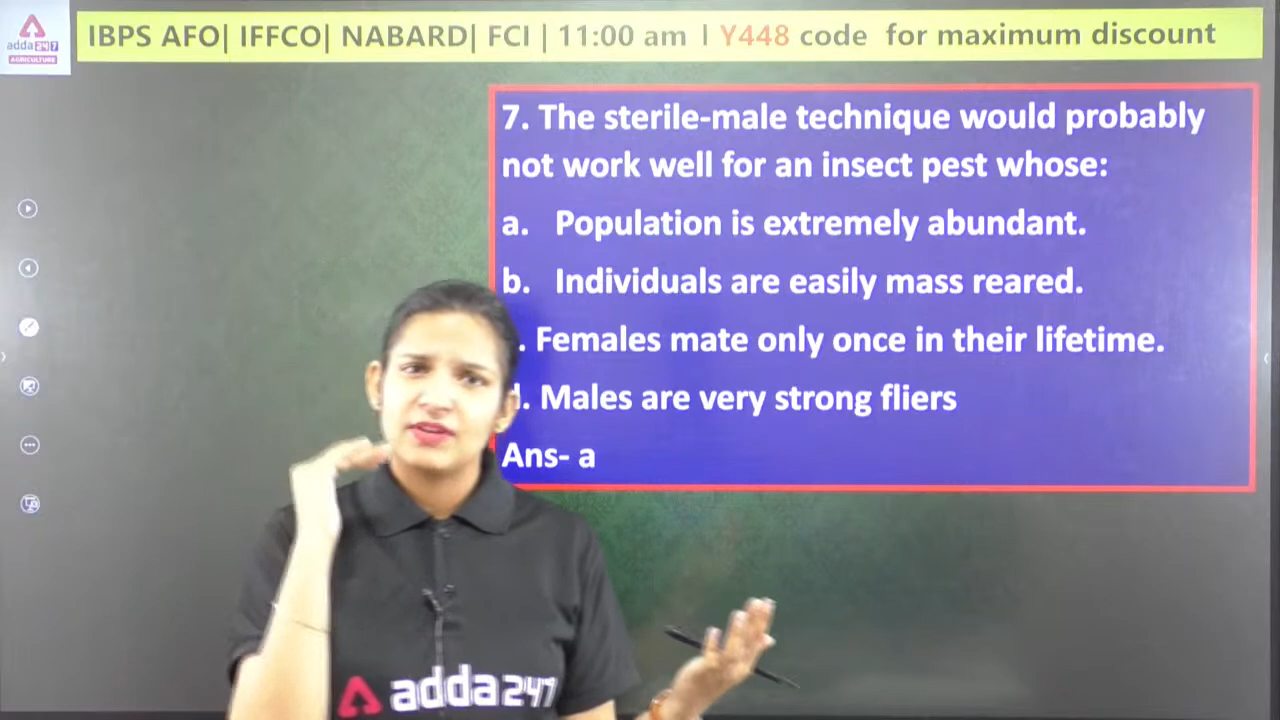 IBPS AFO| IFFCO| NABARD| FCI | 11:00 am l Y448 code for maximum discount
adda247
AGRICULTURE
7. The sterile-male technique would probably
not work well for an insect pest whose:
a. Population is extremely abundant.
b. Individuals are easily mass reared.
. Females mate only once in their lifetime.
d. Males are very strong fliers
Ans- a
adda247